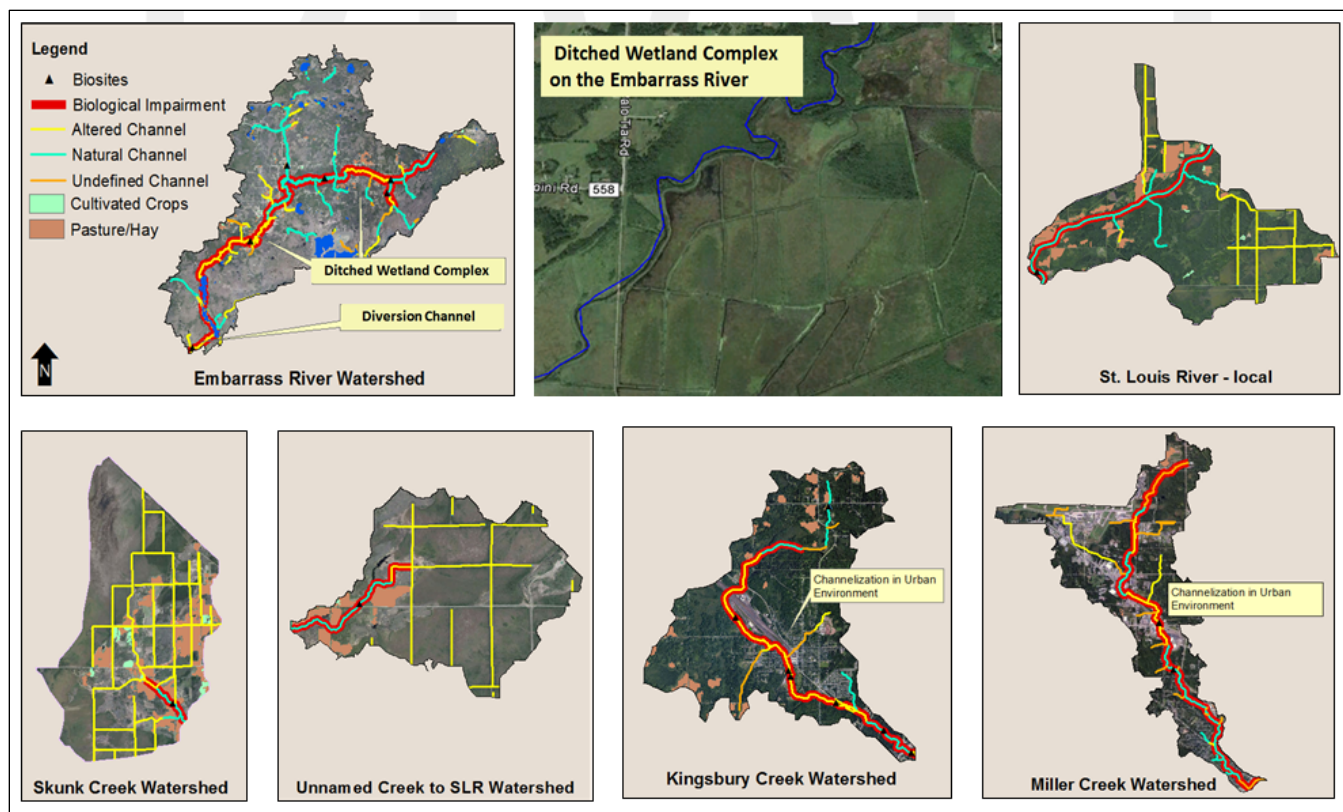 Legend
Biosites
Biological Impairment
Altered Channel
Natural Channel
Undefined Channel
Cultivated Crops
Pasture/Hay
Ditched Wetland Complex
Diversion Channel
N
Embarrass River Watershed
Ditched Wetland Complex
on the Embarrass River
558
St. Louis River - local
Skunk Creek Watershed
Unnamed Creek to SLR Watershed
Channelization in Urban
Environment
Kingsbury Creek Watershed
Channelization in Urban
Environment
Miller Creek Watershed